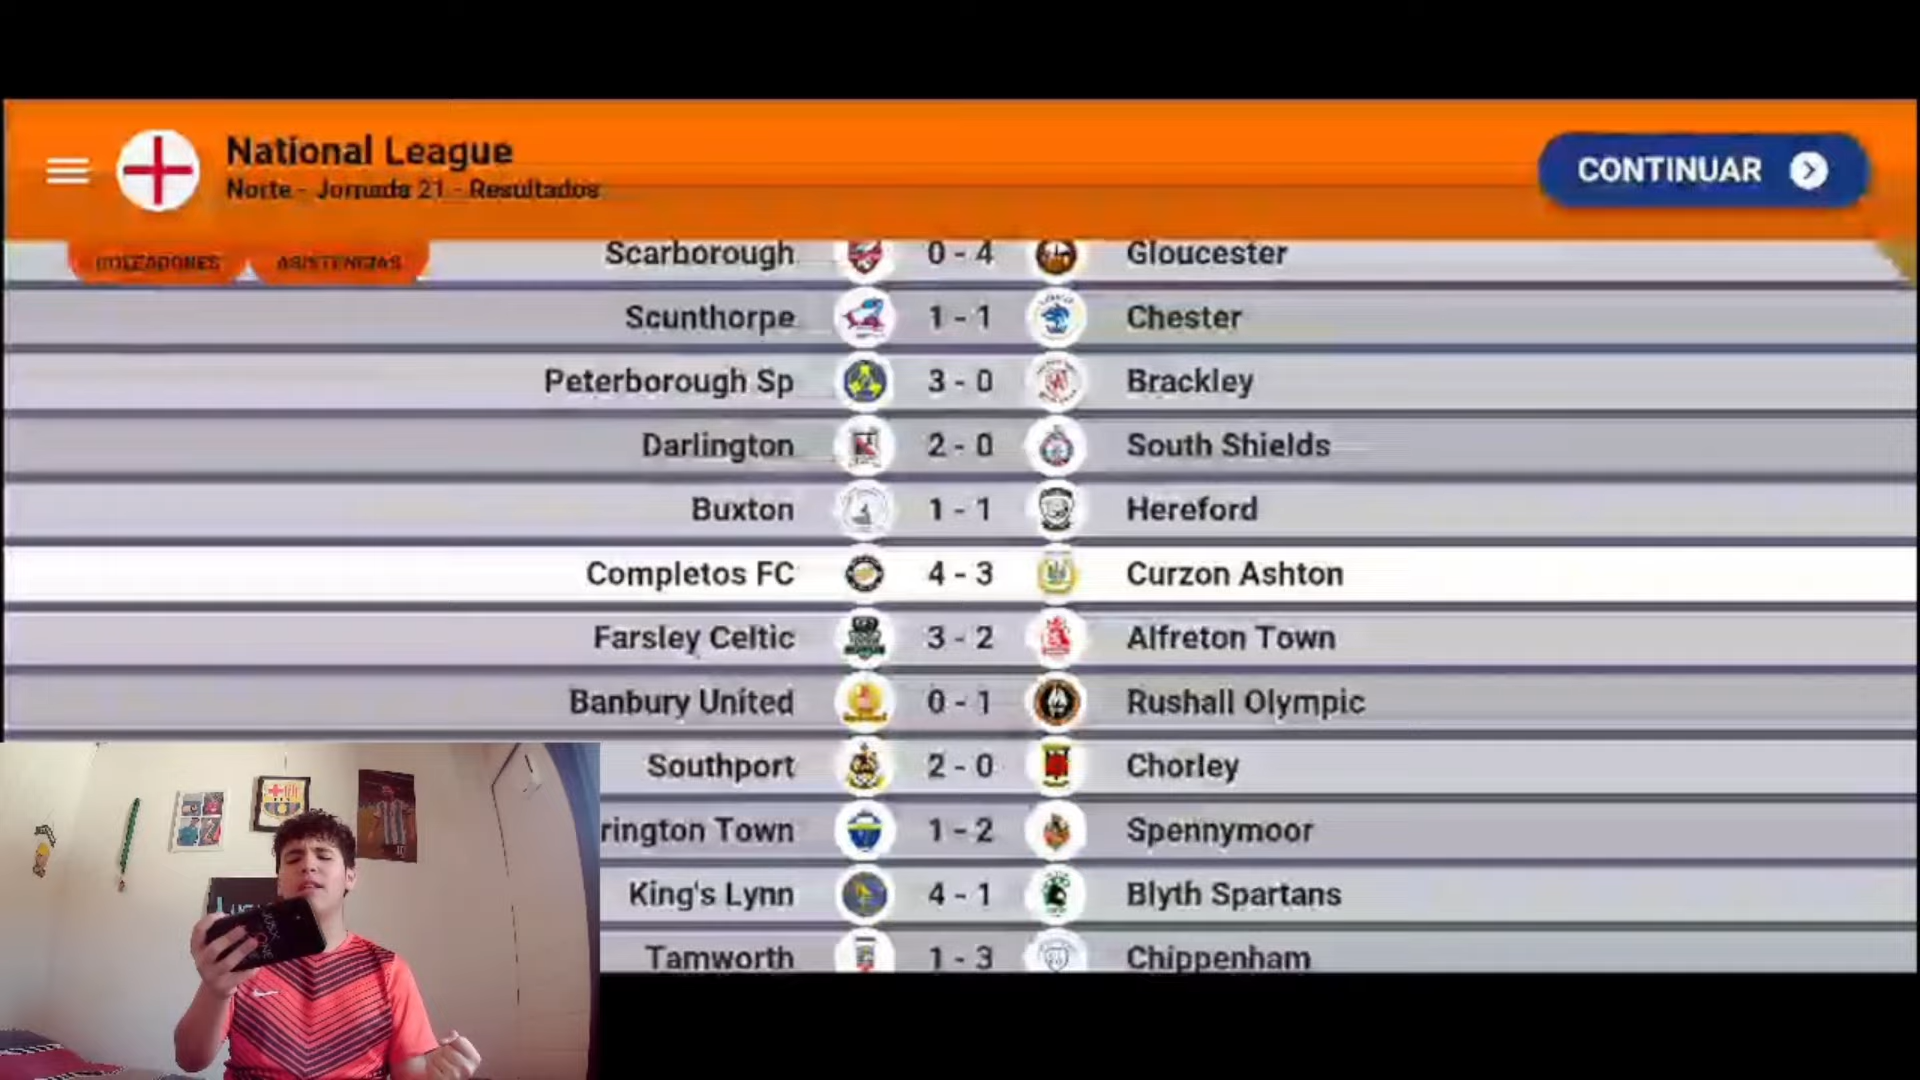 National League
Norte - Jornada 21 - Resultados
CONTINUAR
GOLEADORES ASISTENCIAS
Scarborough 0 - 4 Gloucester
Scunthorpe 1 - 1 Chester
Peterborough Sp 3 - 0 Brackley
Darlington 2 - 0 South Shields
Buxton 1 - 1 Hereford
Completos FC 4 - 3 Curzon Ashton
Farsley Celtic 3 - 2 Alfreton Town
Banbury United 0 - 1 Rushall Olympic
Southport 2 - 0 Chorley
rington Town 1 - 2 Spennymoor
King's Lynn 4 - 1 Blyth Spartans
Tamworth 1 - 3 Chippenham